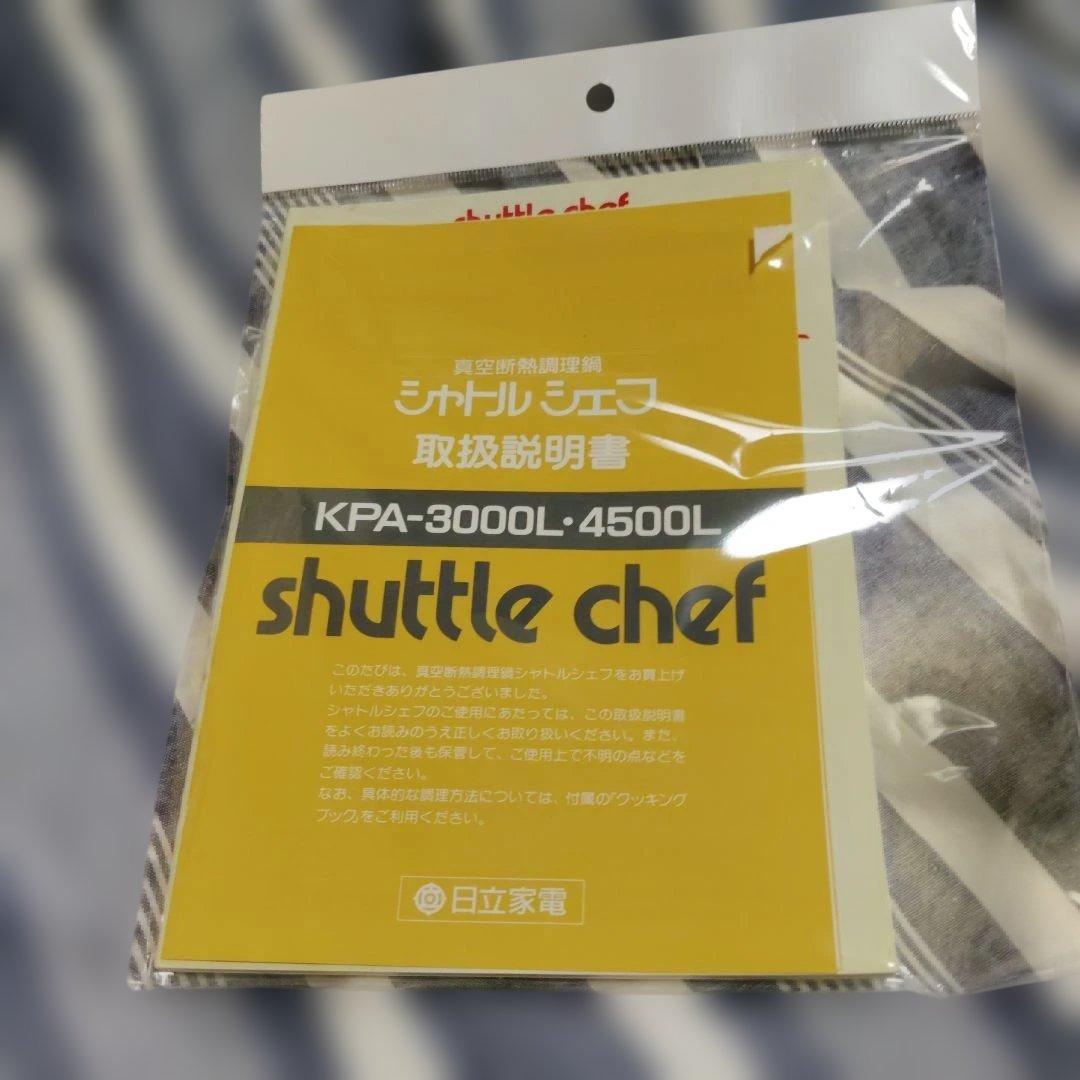 shuttle chef
真空断熱調理鍋
シャトルシェフ
取扱説明書
KPA-3000L・4500L
shuttle chef
このたびは、真空断熱調理鍋シャトルシェフをお買上げ
いただきありがとうございました。
シャトルシェフのご使用にあたっては、この取扱説明書
をよくお読みのうえ正しくお取り扱いください。また、
読み終わった後も保管して、ご使用上で不明の点などを
ご確認ください。
なお、具体的な調理方法については、付属の「クッキング
ブック」をご利用ください。
日立家電